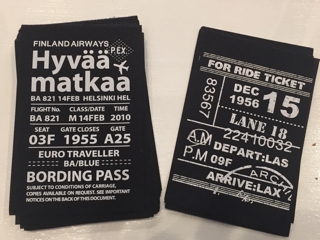 FINLAND AIRWAYS
P.EX.
Hyvää
matkaa
BA 821 14FEB HELSINKI HEL
FLIGHT NO. CLASS/DATE TIME
BA 821 M 14FEB 2010
SEAT GATE CLOSES GATE
03F 1955 A25
EURO TRAVELLER
BA/BLUE
BORDING PASS
SUBJECT TO CONDITIONS OF CARRIAGE,
COPIES AVAILABLE ON REQUEST. SEE IMPORTANT
NOTICES ON THE BACK OF THIS DOCUMENT.
FOR RIDE TICKET
83567
DEC
1956
15
LANE 18
22410032
A.M
P.M
DEPART:LAS
09F
ARRIVE:LAX